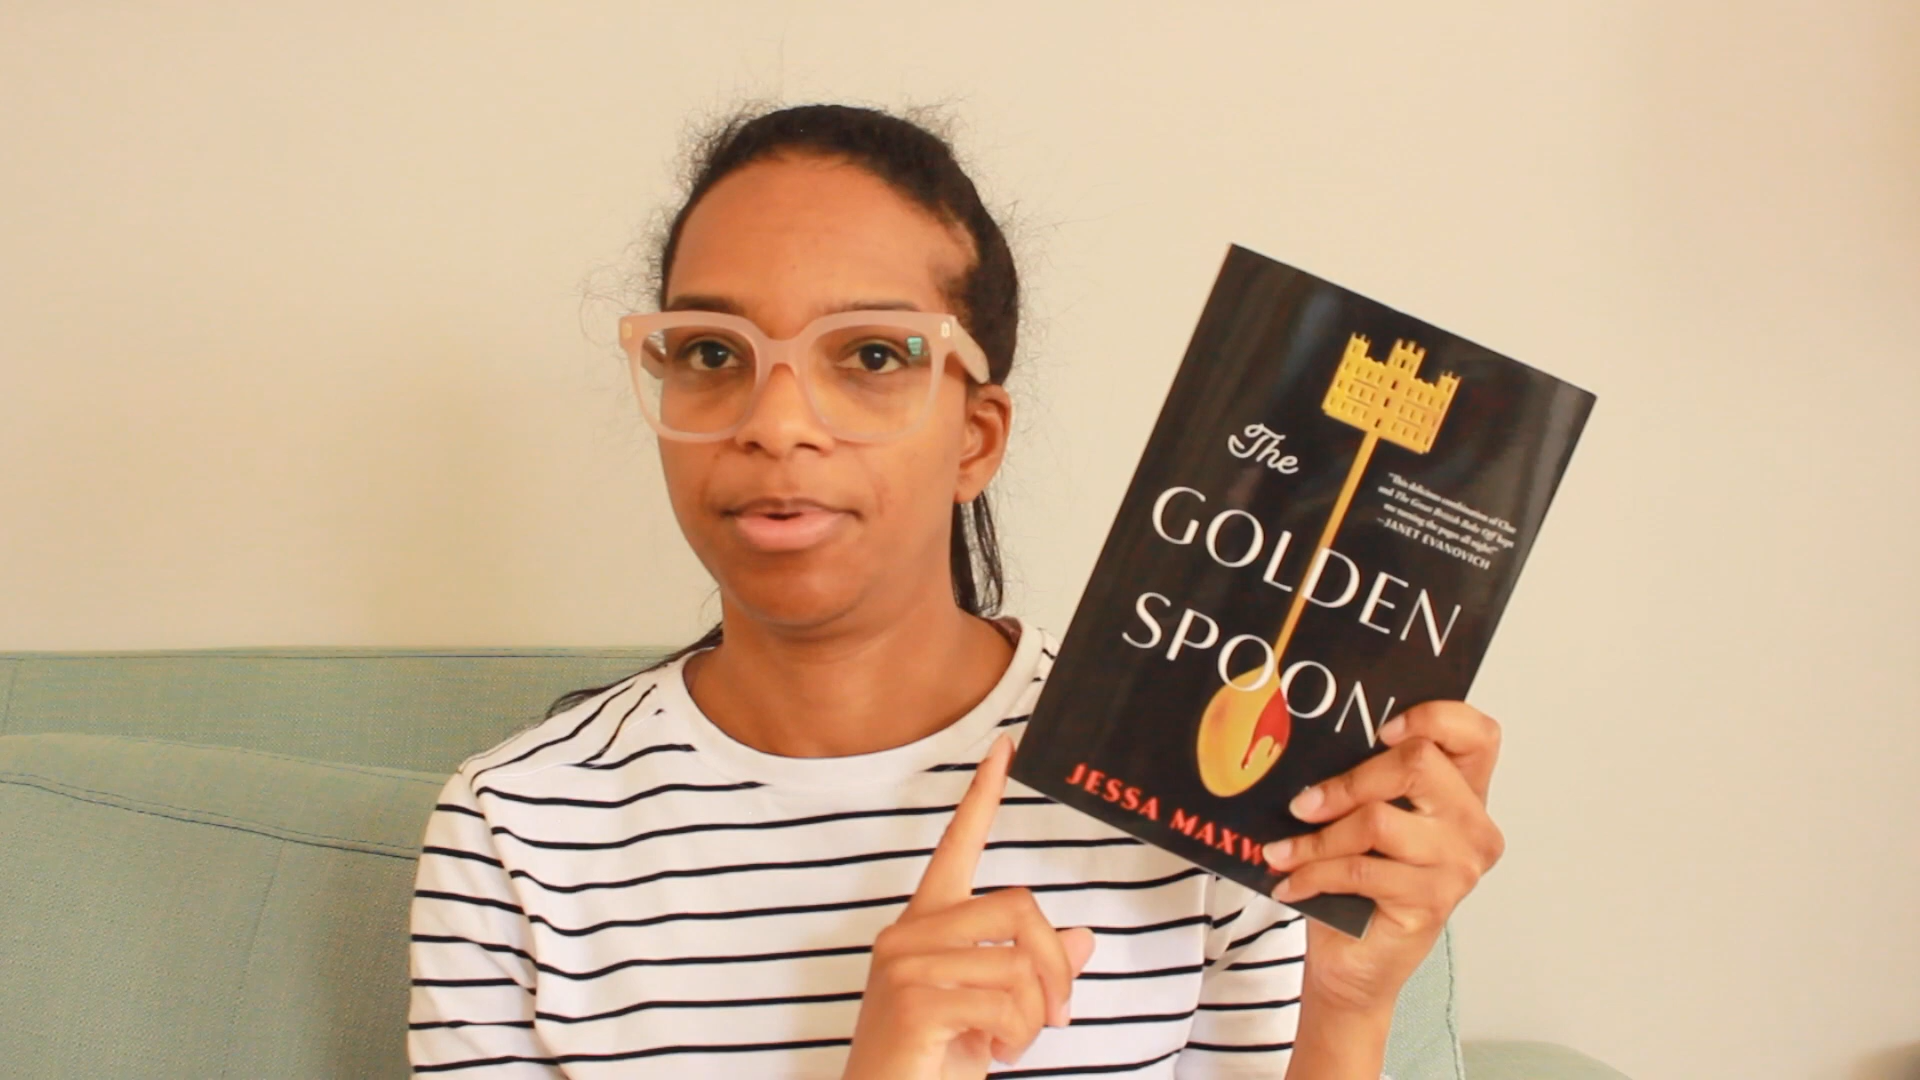 The
"This delicious combination of Clue
and The Great British Bake Off kept
me turning the pages all night!"
—JANET EVANOVICH
GOLDEN
SPOON
JESSA MAXW